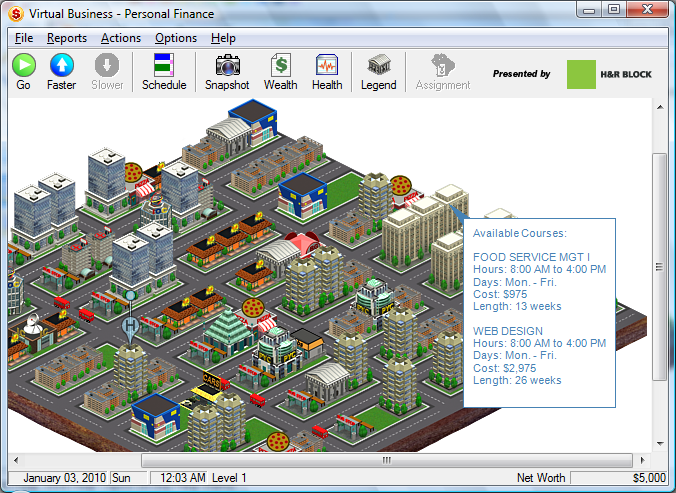 Virtual Business - Personal Finance
File Reports Actions Options Help
Go Faster Slower Schedule Snapshot Wealth Health Legend Assignment Presented by H&R BLOCK
Available Courses:
FOOD SERVICE MGT I
Hours: 8:00 AM to 4:00 PM
Days: Mon. - Fri.
Cost: $975
Length: 13 weeks
WEB DESIGN
Hours: 8:00 AM to 4:00 PM
Days: Mon. - Fri.
Cost: $2,975
Length: 26 weeks
H
CARS
January 03, 2010 Sun 12:03 AM Level 1 Net Worth $5,000